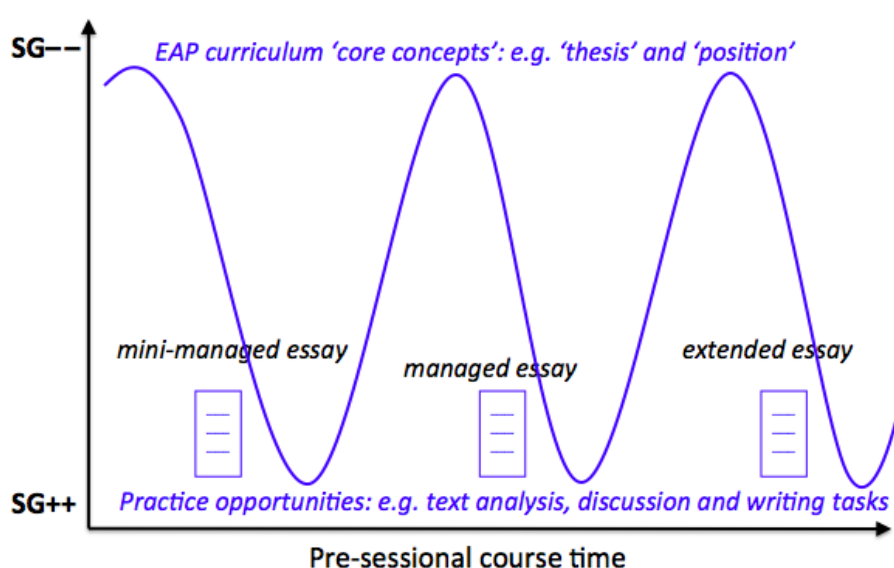 SG−−
EAP curriculum ‘core concepts’: e.g. ‘thesis’ and ‘position’
mini-managed essay
managed essay
extended essay
SG++
Practice opportunities: e.g. text analysis, discussion and writing tasks
Pre-sessional course time